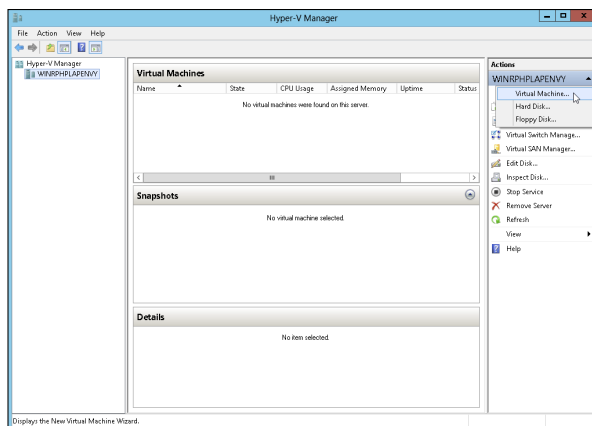 Hyper-V Manager
File Action View Help
Hyper-V Manager
WINRPHPLAPENVY
Virtual Machines
Name State CPU Usage Assigned Memory Uptime Status
No virtual machines were found on this server.
Snapshots
No virtual machine selected.
Details
No item selected.
Actions
WINRPHPLAPENVY
Virtual Machine...
Hard Disk...
Floppy Disk...
Virtual Switch Manage...
Virtual SAN Manager...
Edit Disk...
Inspect Disk...
Stop Service
Remove Server
Refresh
View
Help
Displays the New Virtual Machine Wizard.